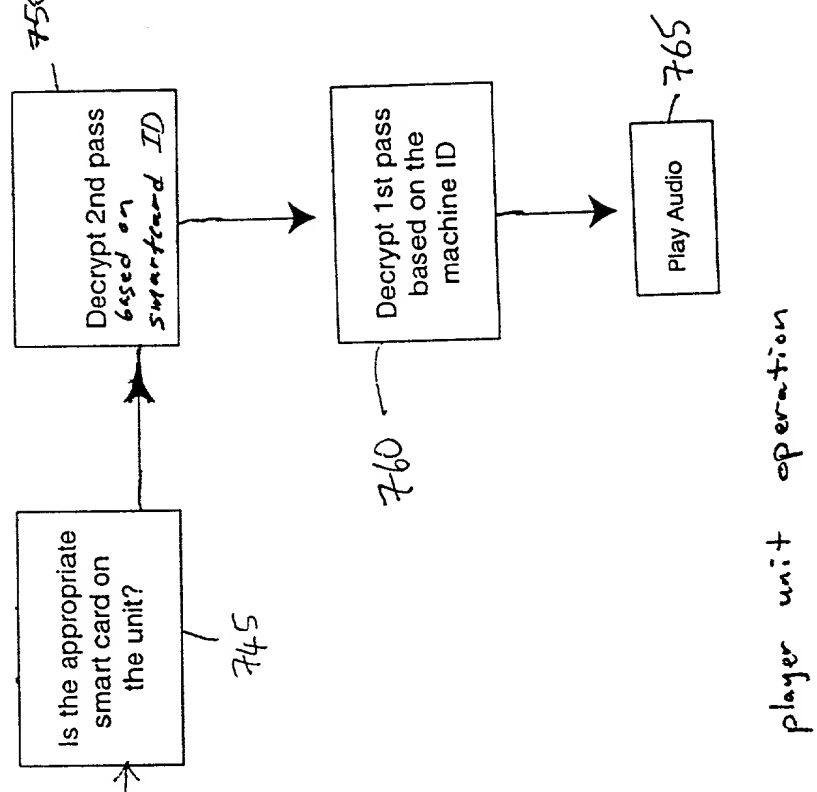 Is the appropriate
smart card on
the unit?
745
Decrypt 2nd pass
based on
smartcard ID
Decrypt 1st pass
based on the
machine ID
760
Play Audio
765
player unit operation